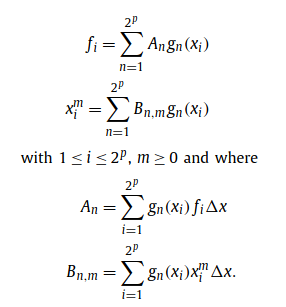 f_i = \sum_{n=1}^{2^p} A_n g_n(x_i)
x_i^m = \sum_{n=1}^{2^p} B_{n,m} g_n(x_i)
with 1 ≤ i ≤ 2^p, m ≥ 0 and where
A_n = \sum_{i=1}^{2^p} g_n(x_i) f_i Δx
B_{n,m} = \sum_{i=1}^{2^p} g_n(x_i) x_i^m Δx.